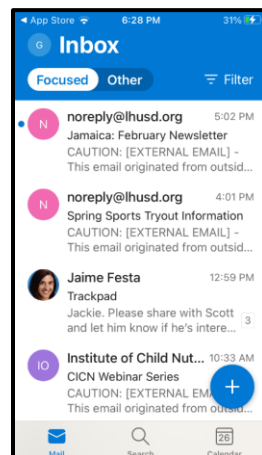 App Store 6:28 PM 31%
G Inbox
Focused Other Filter
noreply@lhusd.org 5:02 PM
N Jamaica: February Newsletter
CAUTION: [EXTERNAL EMAIL] -
This email originated from outsid...
noreply@lhusd.org 4:01 PM
N Spring Sports Tryout Information
CAUTION: [EXTERNAL EMAIL] -
This email originated from outsid...
Jaime Festa 12:59 PM
Trackpad
Jackie. Please share with Scott
and let him know if he's intere... 3
Institute of Child Nut... 10:33 AM
IO CICN Webinar Series
CAUTION: [EXTERNAL EMA
This email originated from outsid...
26
Mail Search Calendar